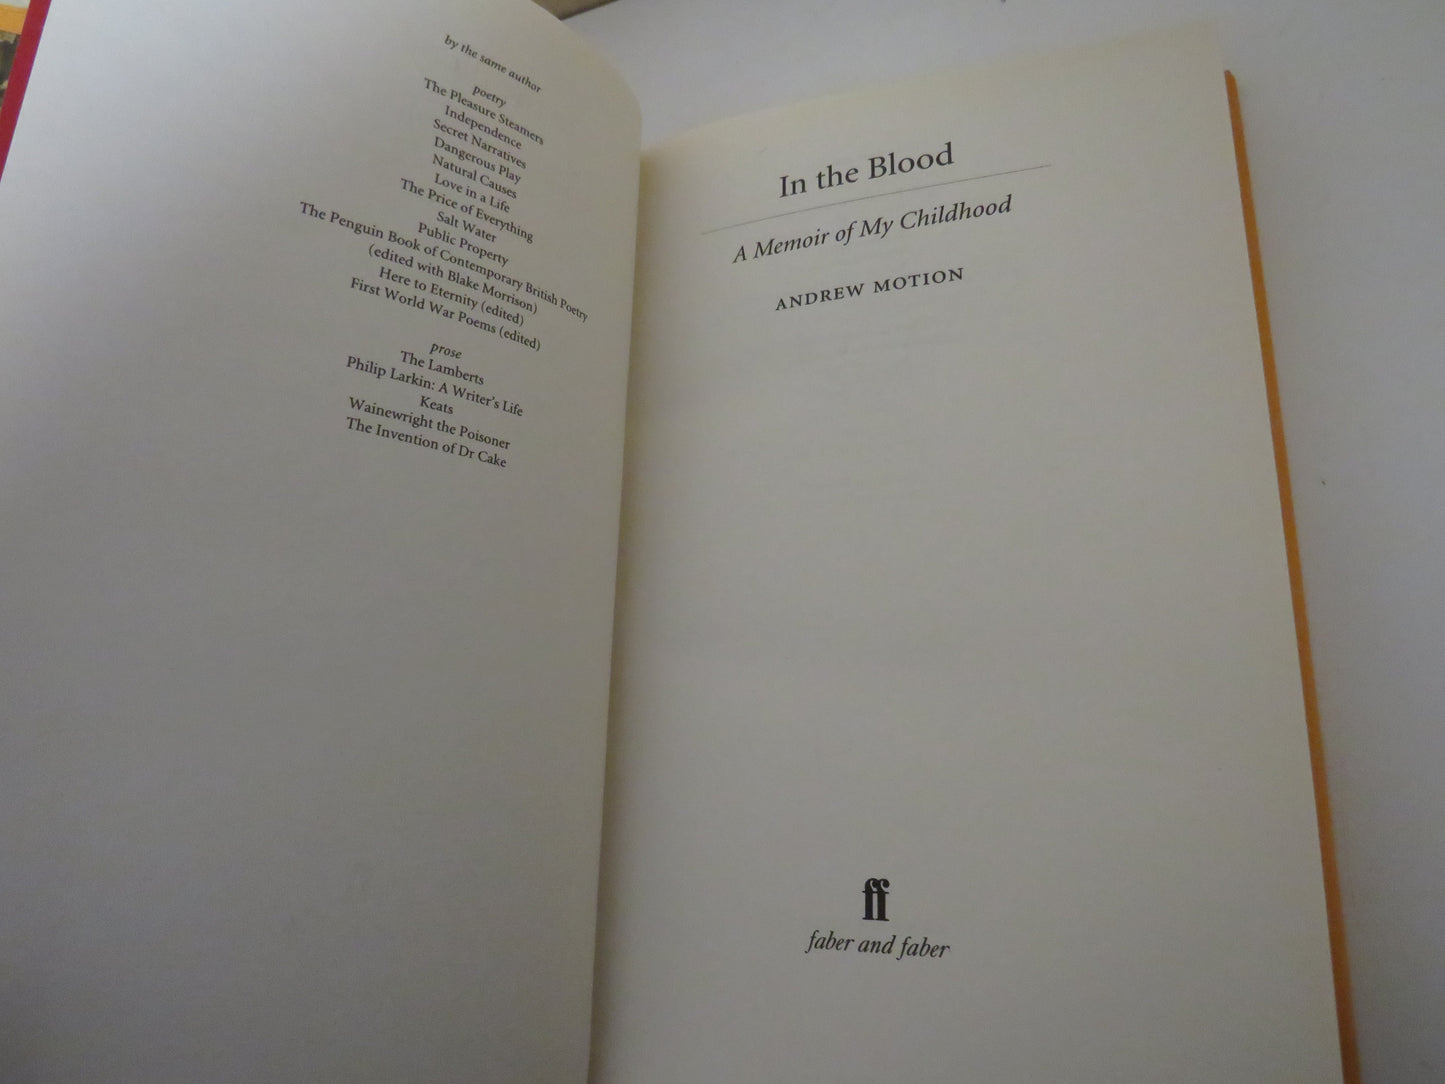 by the same author
poetry
The Pleasure Steamers
Independence
Secret Narratives
Dangerous Play
Natural Causes
Love in a Life
The Price of Everything
Salt Water
Public Property
The Penguin Book of Contemporary British Poetry
(edited with Blake Morrison)
Here to Eternity (edited)
First World War Poems (edited)
prose
The Lamberts
Philip Larkin: A Writer's Life
Keats
Wainewright the Poisoner
The Invention of Dr Cake
In the Blood
A Memoir of My Childhood
ANDREW MOTION
ff
faber and faber